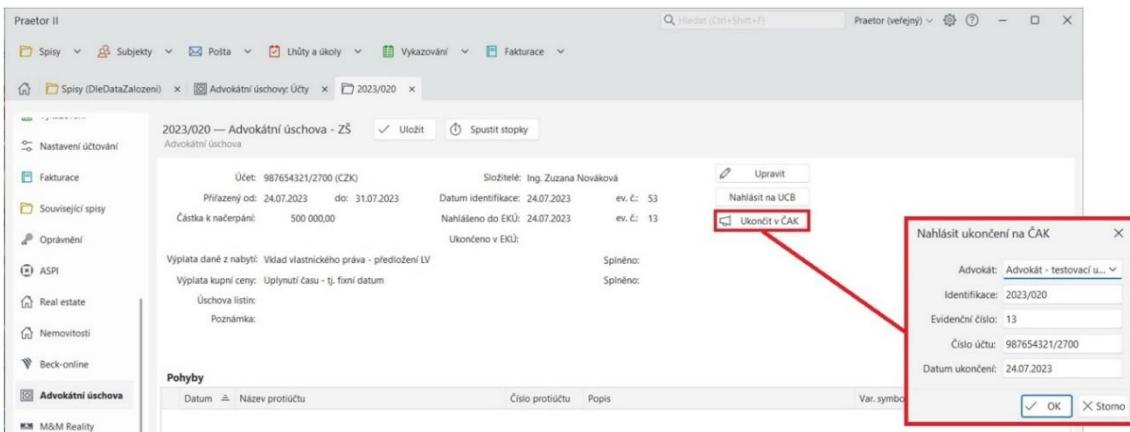 Praetor II
Hledat (Ctrl+Shift+F)
Praetor (veřejný)
Spisy
Subjekty
Pošta
Lhůty a úkoly
Vykazování
Fakturace
Spisy (DleDataZalozeni)
Advokátní úschovy: Účty
2023/020
Nastavení účtování
Fakturace
Související spisy
Oprávnění
ASPI
Real estate
Nemovitosti
Beck-online
Advokátní úschova
M&M Reality
2023/020 — Advokátní úschova - ZŠ
Uložit
Spustit stopky
Advokátní úschova
Účet: 987654321/2700 (CZK)
Složitelé: Ing. Zuzana Nováková
Upravit
Přiřazený od: 24.07.2023 do: 31.07.2023
Datum identifikace: 24.07.2023 ev. č.: 53
Nahlásit na UCB
Částka k načerpání: 500 000,00
Nahlášeno do EKÚ: 24.07.2023 ev. č.: 13
Ukončit v ČAK
Ukončeno v EKÚ:
Výplata daně z nabytí: Vklad vlastnického práva - předložení LV
Splněno:
Výplata kupní ceny: Uplynutí času - tj. fixní datum
Splněno:
Úschova listin:
Poznámka:
Pohyby
Datum Název protiúčtu Číslo protiúčtu Popis Var. symbo
Nahlásit ukončení na ČAK
Advokát: Advokát - testovací u...
Identifikace: 2023/020
Evidenční číslo: 13
Číslo účtu: 987654321/2700
Datum ukončení: 24.07.2023
OK Storno